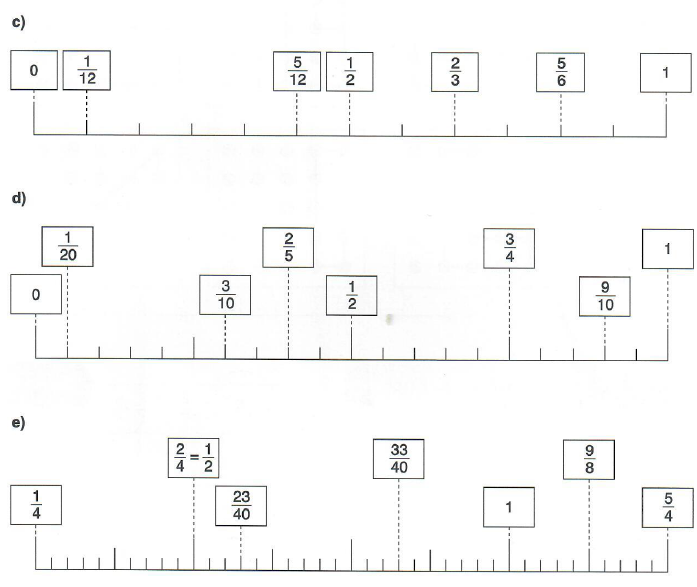 c)
0 1/12 5/12 1/2 2/3 5/6 1
d)
1/20 2/5 3/4 1
0 3/10 1/2 9/10
e)
2/4 = 1/2 33/40 9/8
1/4 23/40 1 5/4